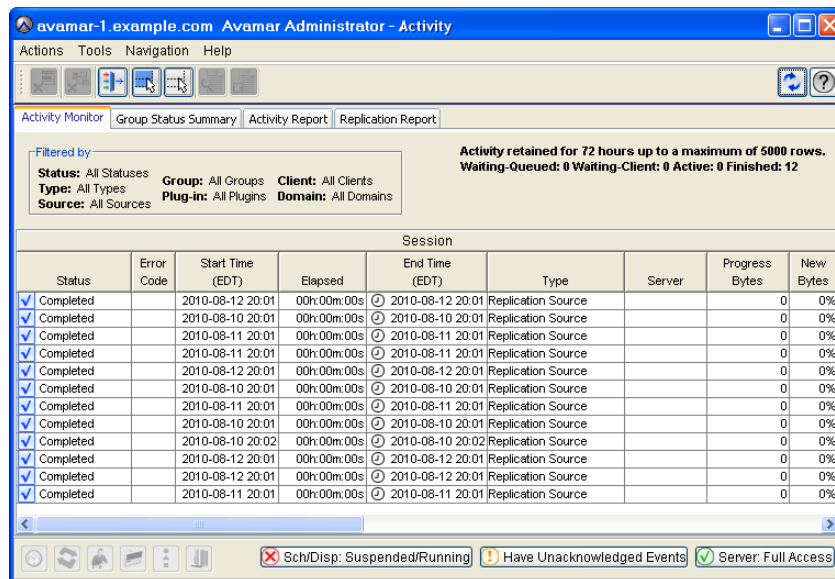 avamar-1.example.com Avamar Administrator - Activity
Actions Tools Navigation Help
Activity Monitor Group Status Summary Activity Report Replication Report
Filtered by
Status: All Statuses
Type: All Types
Source: All Sources
Group: All Groups Client: All Clients
Plug-in: All Plugins Domain: All Domains
Activity retained for 72 hours up to a maximum of 5000 rows.
Waiting-Queued: 0 Waiting-Client: 0 Active: 0 Finished: 12
Session
Status Error Code Start Time (EDT) Elapsed End Time (EDT) Type Server Progress Bytes New Bytes
Completed 2010-08-12 20:01 00h:00m:00s 2010-08-12 20:01 Replication Source 0 0%
Completed 2010-08-10 20:01 00h:00m:00s 2010-08-10 20:01 Replication Source 0 0%
Completed 2010-08-11 20:01 00h:00m:00s 2010-08-11 20:01 Replication Source 0 0%
Completed 2010-08-11 20:01 00h:00m:00s 2010-08-11 20:01 Replication Source 0 0%
Completed 2010-08-12 20:01 00h:00m:00s 2010-08-12 20:01 Replication Source 0 0%
Completed 2010-08-10 20:01 00h:00m:00s 2010-08-10 20:01 Replication Source 0 0%
Completed 2010-08-11 20:01 00h:00m:00s 2010-08-11 20:01 Replication Source 0 0%
Completed 2010-08-10 20:01 00h:00m:00s 2010-08-10 20:01 Replication Source 0 0%
Completed 2010-08-10 20:02 00h:00m:00s 2010-08-10 20:02 Replication Source 0 0%
Completed 2010-08-12 20:01 00h:00m:00s 2010-08-12 20:01 Replication Source 0 0%
Completed 2010-08-12 20:01 00h:00m:00s 2010-08-12 20:01 Replication Source 0 0%
Completed 2010-08-11 20:01 00h:00m:00s 2010-08-11 20:01 Replication Source 0 0%
Sch/Disp: Suspended/Running Have Unacknowledged Events Server: Full Access